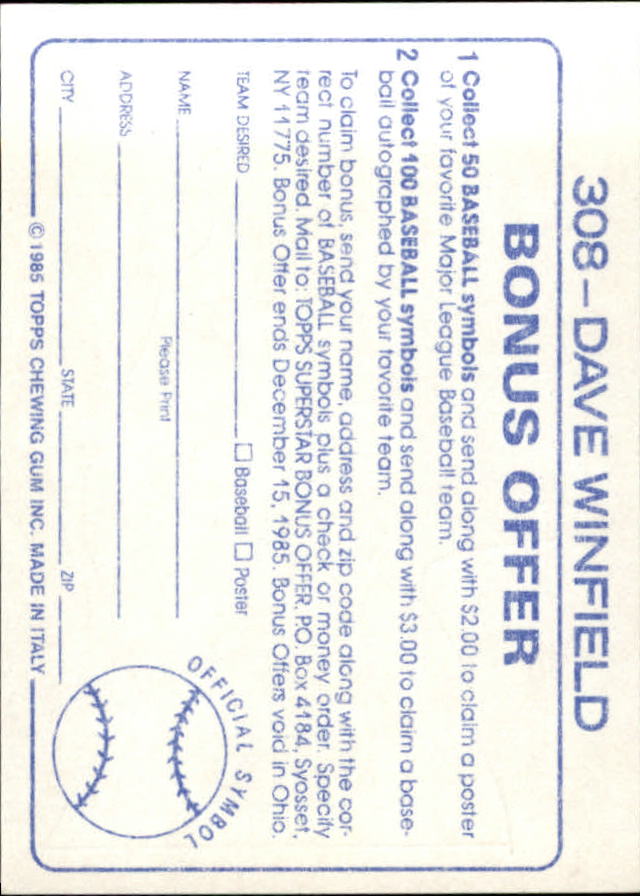 308–DAVE WINFIELD
BONUS OFFER
1 Collect 50 BASEBALL symbols and send along with $2.00 to claim a poster
of your favorite Major League Baseball team.
2 Collect 100 BASEBALL symbols and send along with $3.00 to claim a base-
ball autographed by your favorite team.
To claim bonus, send your name, address and zip code along with the cor-
rect number of BASEBALL symbols plus a check or money order. Specify
team desired. Mail to: TOPPS SUPERSTAR BONUS OFFER, P.O. Box 4184, Syosset,
NY 11775. Bonus Offer ends December 15, 1985. Bonus Offers void in Ohio.
TEAM DESIRED Baseball Poster
NAME
Please Print
ADDRESS
CITY STATE ZIP
OFFICIAL SYMBOL
© 1985 TOPPS CHEWING GUM INC. MADE IN ITALY